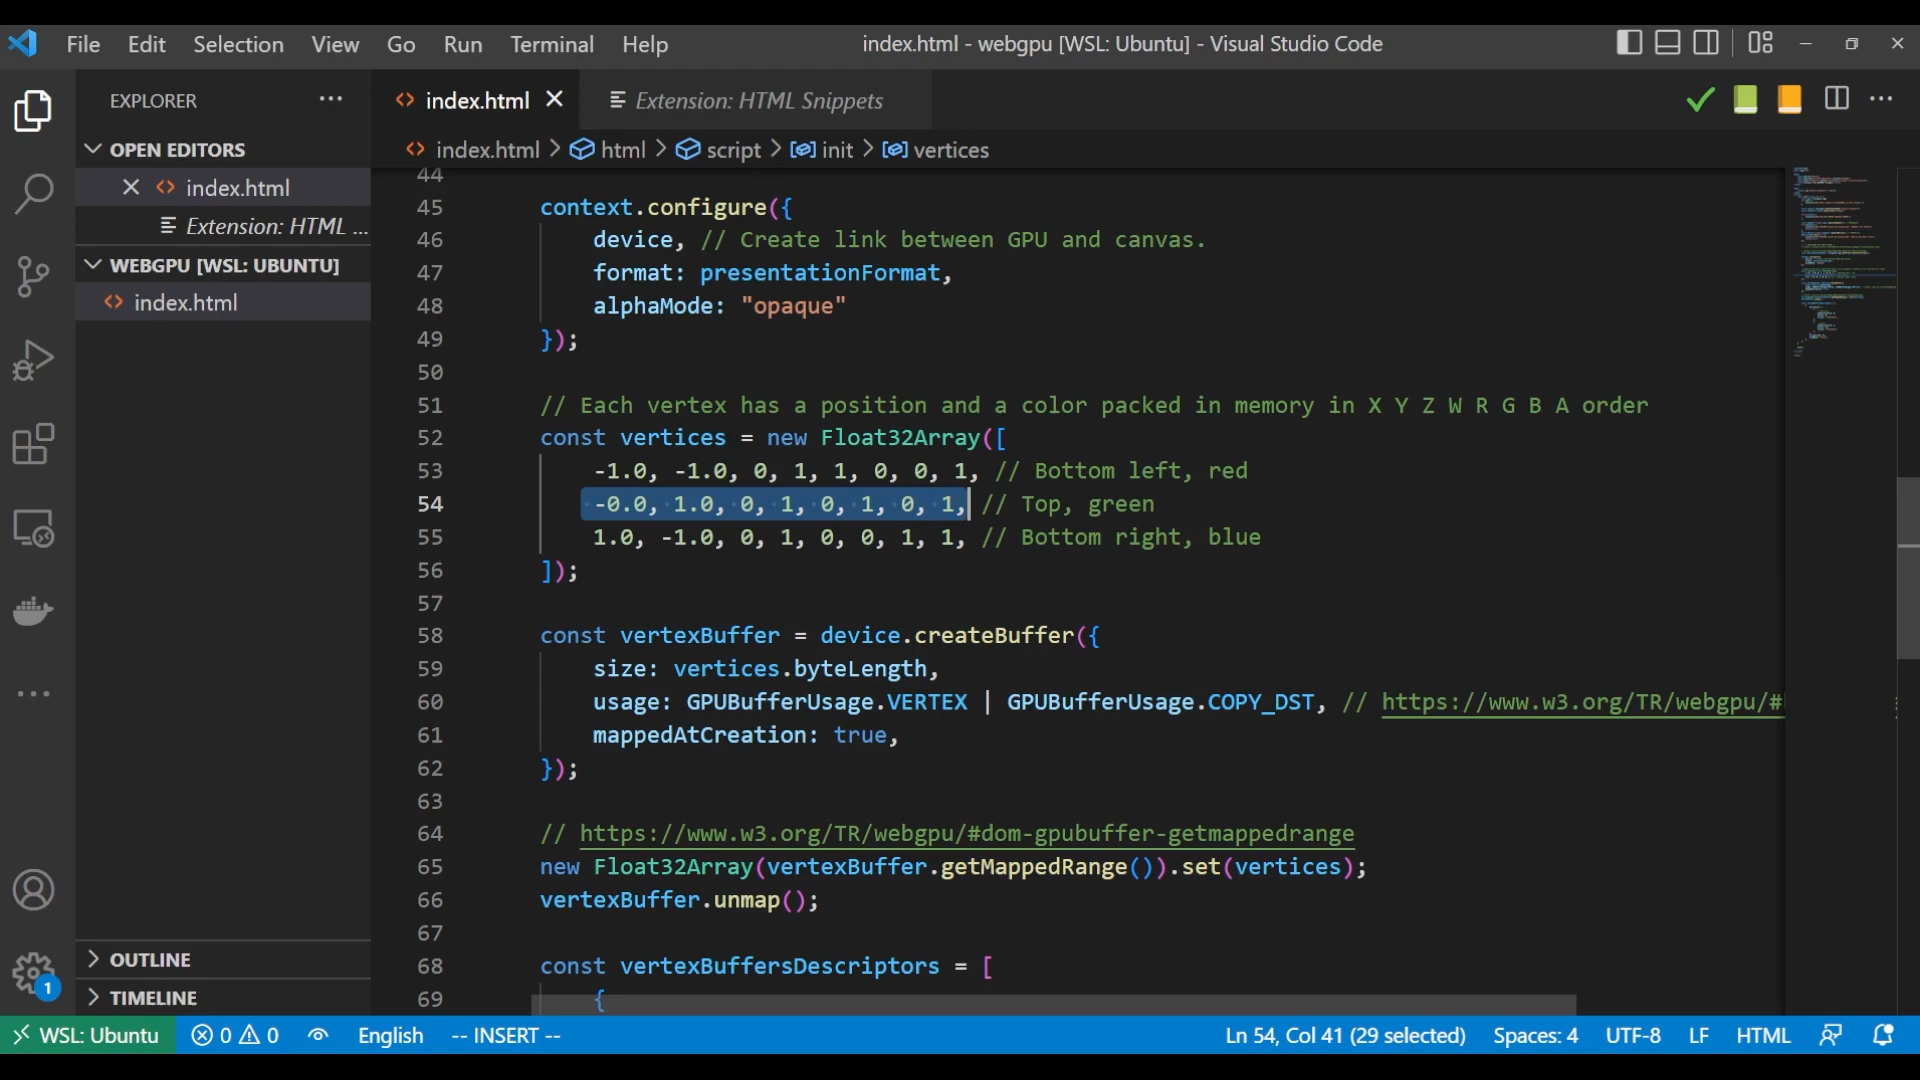 File Edit Selection View Go Run Terminal Help index.html - webgpu [WSL: Ubuntu] - Visual Studio Code
EXPLORER
index.html
Extension: HTML Snippets
OPEN EDITORS
index.html
Extension: HTML ...
WEBGPU [WSL: UBUNTU]
index.html
OUTLINE
TIMELINE
index.html > html > script > init > vertices
44
45 context.configure({
46 device, // Create link between GPU and canvas.
47 format: presentationFormat,
48 alphaMode: "opaque"
49 });
50
51 // Each vertex has a position and a color packed in memory in X Y Z W R G B A order
52 const vertices = new Float32Array([
53 -1.0, -1.0, 0, 1, 1, 0, 0, 1, // Bottom left, red
54 -0.0, 1.0, 0, 1, 0, 1, 0, 1, // Top, green
55 1.0, -1.0, 0, 1, 0, 0, 1, 1, // Bottom right, blue
56 ]);
57
58 const vertexBuffer = device.createBuffer({
59 size: vertices.byteLength,
60 usage: GPUBufferUsage.VERTEX | GPUBufferUsage.COPY_DST, // https://www.w3.org/TR/webgpu/#
61 mappedAtCreation: true,
62 });
63
64 // https://www.w3.org/TR/webgpu/#dom-gpubuffer-getmappedrange
65 new Float32Array(vertexBuffer.getMappedRange()).set(vertices);
66 vertexBuffer.unmap();
67
68 const vertexBuffersDescriptors = [
69 {
1
WSL: Ubuntu 0 0 English -- INSERT -- Ln 54, Col 41 (29 selected) Spaces: 4 UTF-8 LF HTML